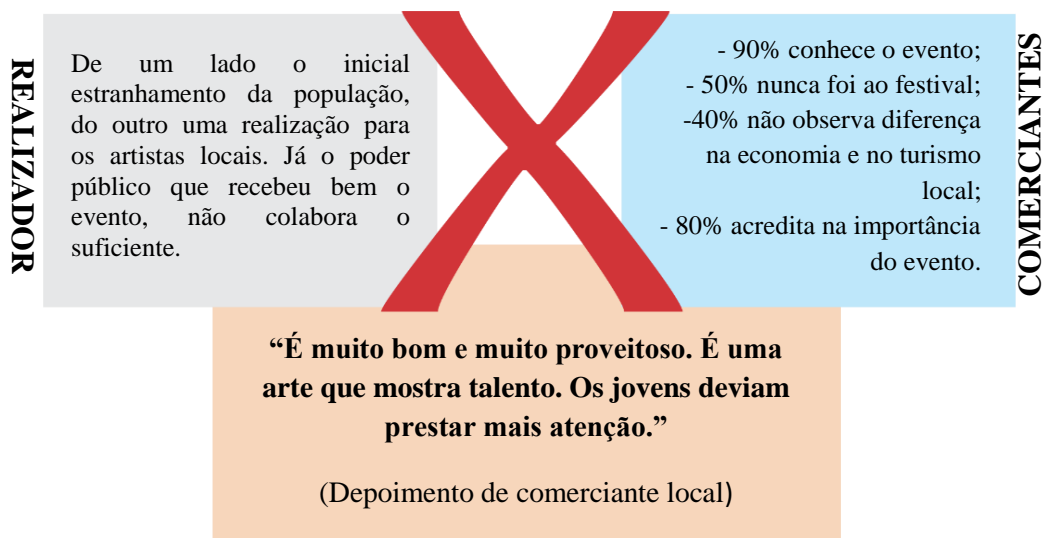 REALIZADOR
De um lado o inicial
estranhamento da população,
do outro uma realização para
os artistas locais. Já o poder
público que recebeu bem o
evento, não colabora o
suficiente.
- 90% conhece o evento;
- 50% nunca foi ao festival;
-40% não observa diferença
na economia e no turismo
local;
- 80% acredita na importância
do evento.
COMERCIANTES
“É muito bom e muito proveitoso. É uma
arte que mostra talento. Os jovens deviam
prestar mais atenção.”
(Depoimento de comerciante local)